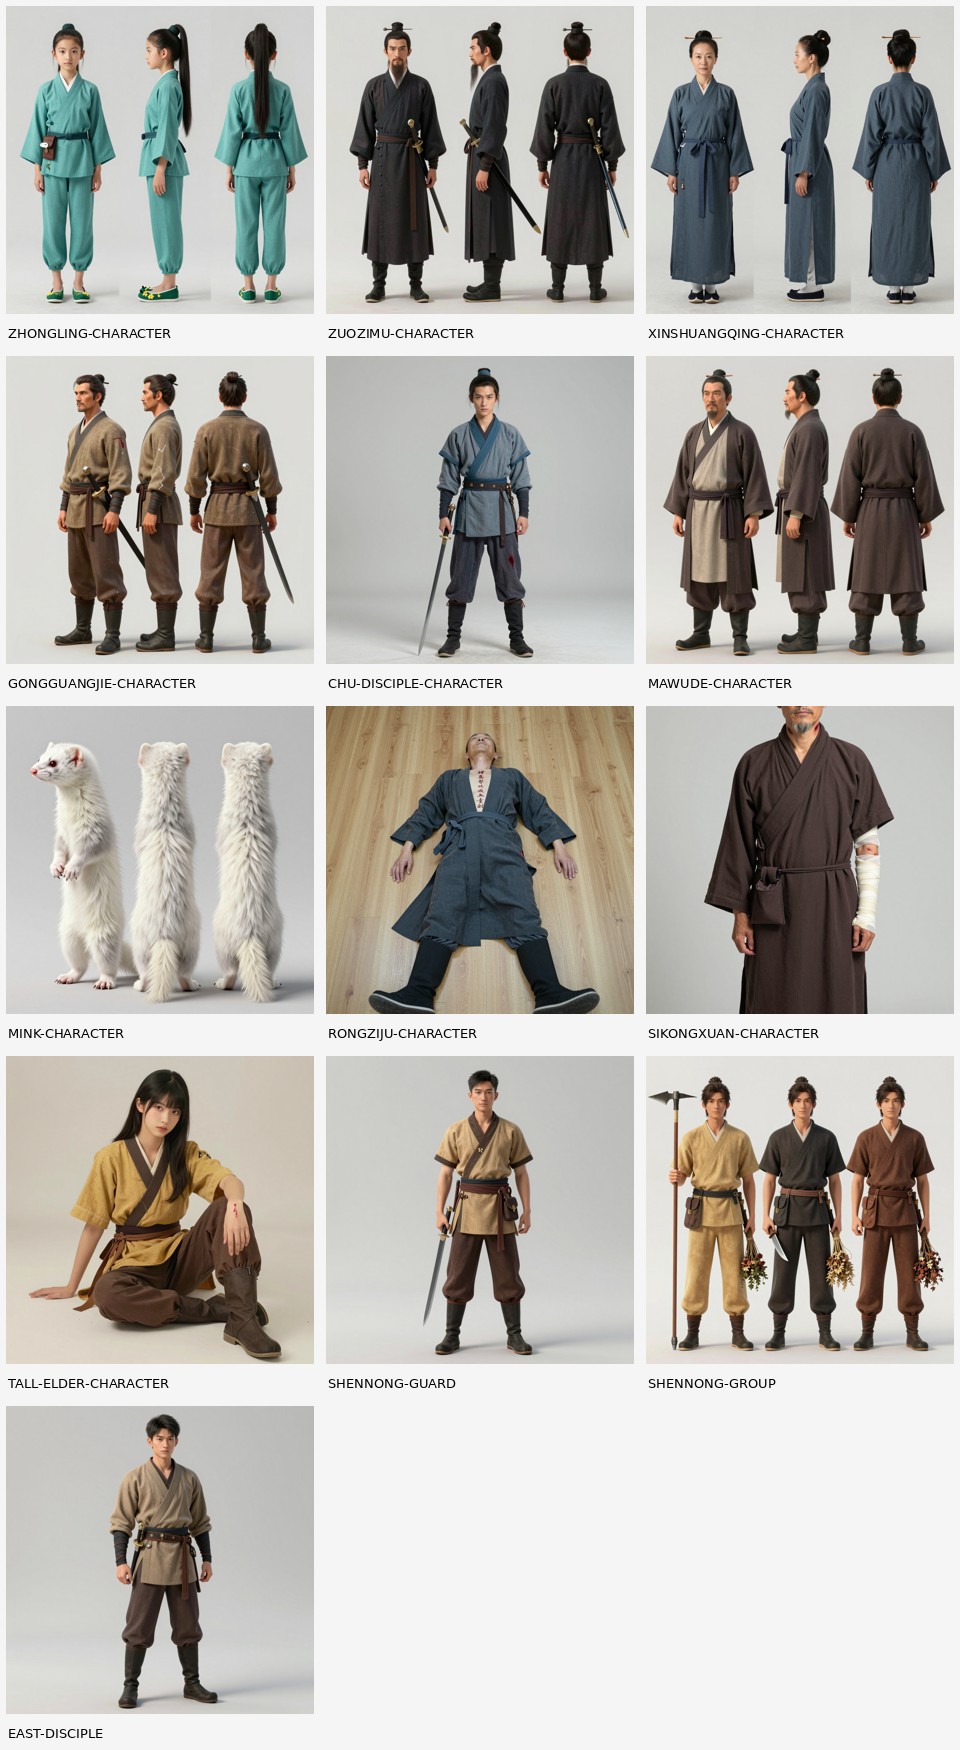 ZHONGLING-CHARACTER
ZUOZIMU-CHARACTER
XINSHUANGQING-CHARACTER
GONGGUANGJIE-CHARACTER
CHU-DISCIPLE-CHARACTER
MAWUDE-CHARACTER
MINK-CHARACTER
RONGZIJU-CHARACTER
SIKONGXUAN-CHARACTER
TALL-ELDER-CHARACTER
SHENNONG-GUARD
SHENNONG-GROUP
EAST-DISCIPLE